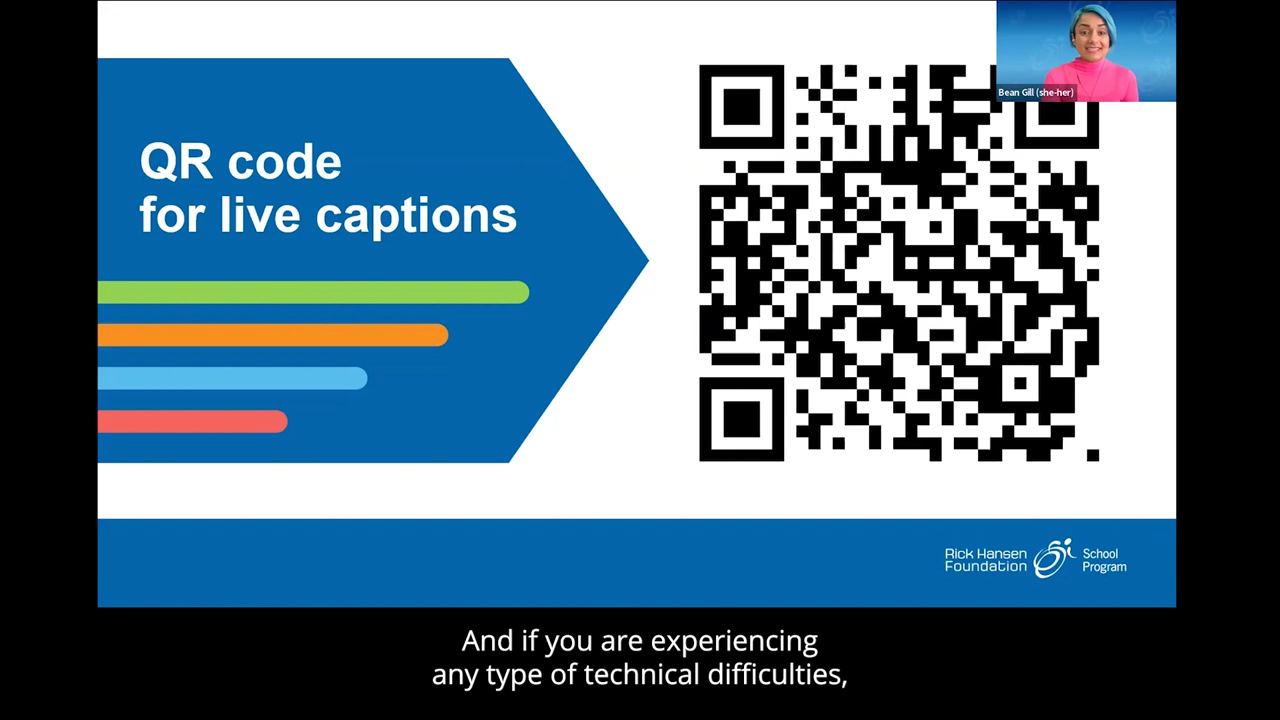 Bean Gill (she-her)
QR code
for live captions
Rick Hansen
Foundation
School
Program
And if you are experiencing
any type of technical difficulties,